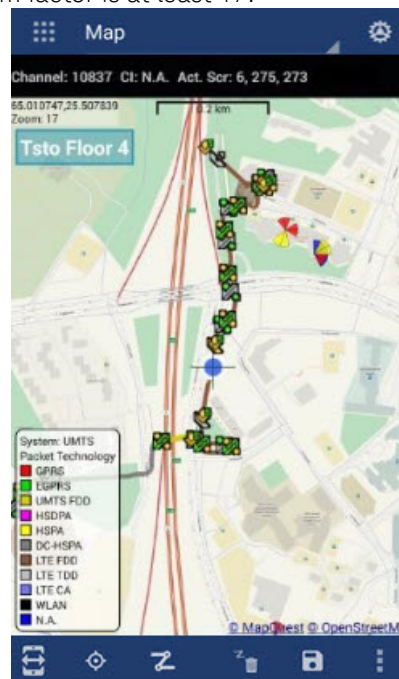 Map
Channel: 10837 CI: N.A. Act. Scr: 6, 275, 273
65.010747,25.507839
Zoom: 17
0.2 km
Tsto Floor 4
System: UMTS
Packet Technology
GPRS
EGPRS
UMTS FDD
HSDPA
HSPA
DC-HSPA
LTE FDD
LTE TDD
LTE CA
WLAN
N.A.
© MapQuest © OpenStreetM